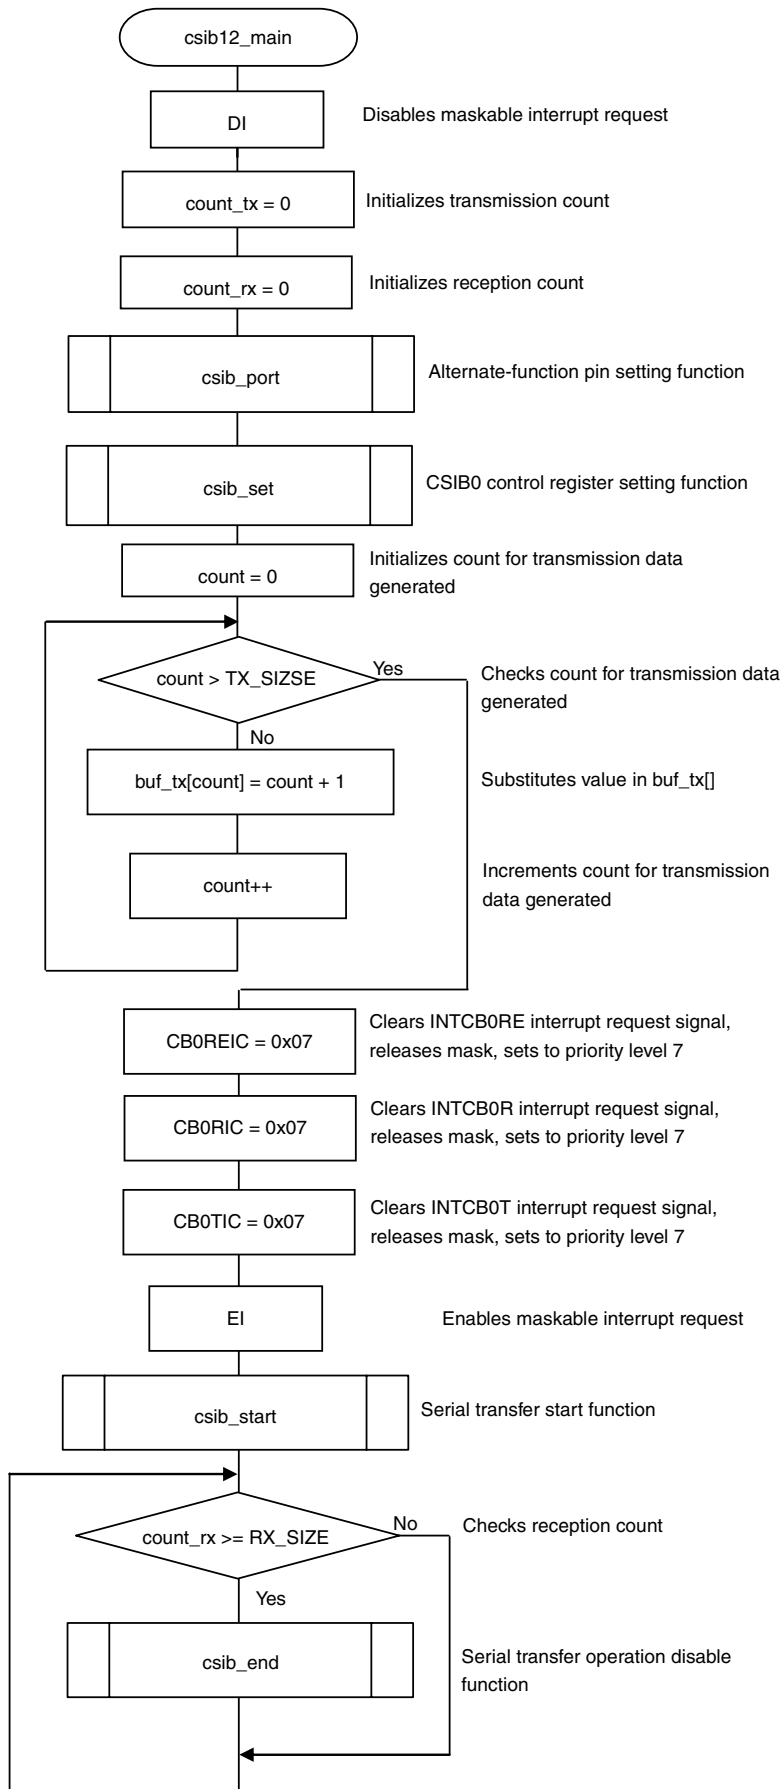 csib12_main
DI
Disables maskable interrupt request
count_tx = 0
Initializes transmission count
count_rx = 0
Initializes reception count
csib_port
Alternate-function pin setting function
csib_set
CSIB0 control register setting function
count = 0
Initializes count for transmission data
generated
count > TX_SIZSE
Yes
Checks count for transmission data
generated
No
buf_tx[count] = count + 1
Substitutes value in buf_tx[]
count++
Increments count for transmission
data generated
CB0REIC = 0x07
Clears INTCB0RE interrupt request signal,
releases mask, sets to priority level 7
CB0RIC = 0x07
Clears INTCB0R interrupt request signal,
releases mask, sets to priority level 7
CB0TIC = 0x07
Clears INTCB0T interrupt request signal,
releases mask, sets to priority level 7
EI
Enables maskable interrupt request
csib_start
Serial transfer start function
count_rx >= RX_SIZE
No
Checks reception count
Yes
csib_end
Serial transfer operation disable
function